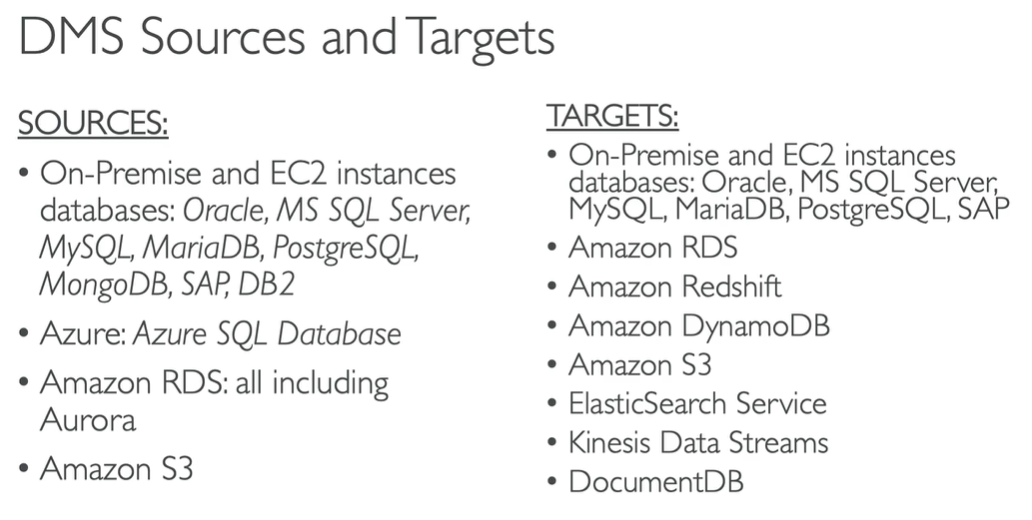 DMS Sources and Targets
SOURCES:
• On-Premise and EC2 instances
databases: Oracle, MS SQL Server,
MySQL, MariaDB, PostgreSQL,
MongoDB, SAP, DB2
• Azure: Azure SQL Database
• Amazon RDS: all including
Aurora
• Amazon S3
TARGETS:
• On-Premise and EC2 instances
databases: Oracle, MS SQL Server,
MySQL, MariaDB, PostgreSQL, SAP
• Amazon RDS
• Amazon Redshift
• Amazon DynamoDB
• Amazon S3
• ElasticSearch Service
• Kinesis Data Streams
• DocumentDB